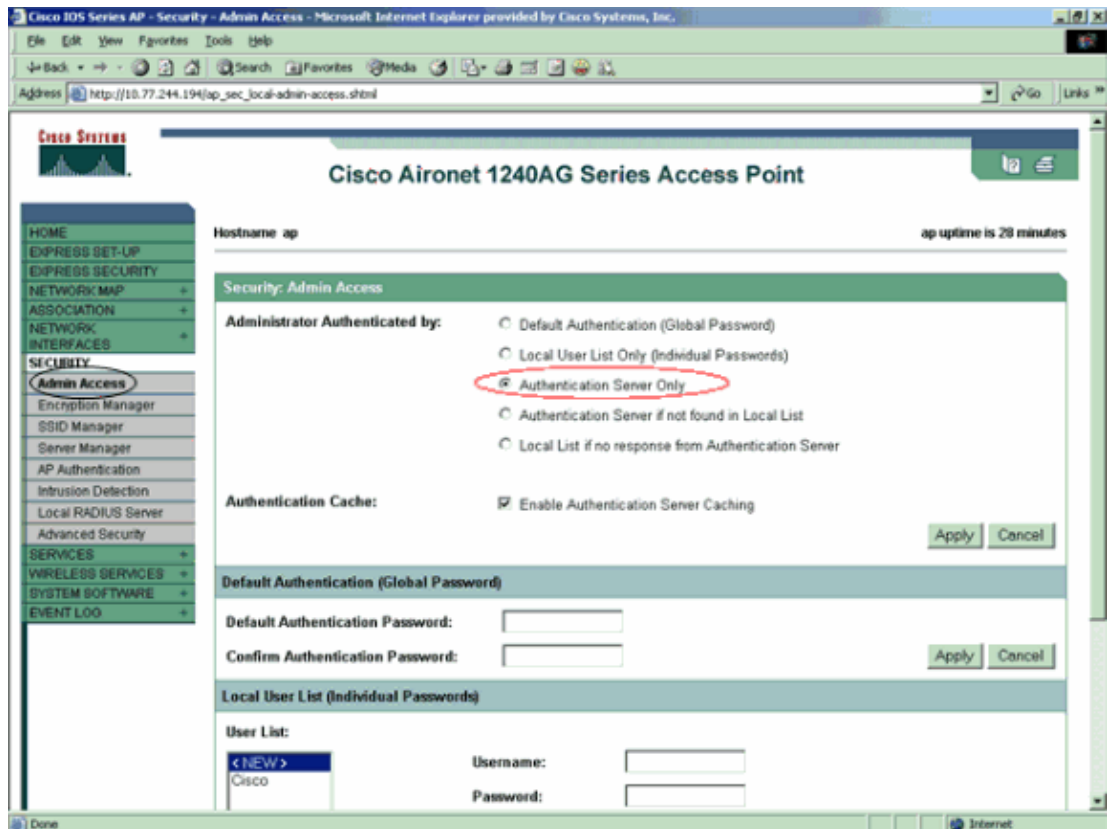 Cisco IOS Series AP - Security - Admin Access - Microsoft Internet Explorer provided by Cisco Systems, Inc.
File Edit View Favorites Tools Help
Back Search Favorites Media
Address http://10.77.244.194/ap_sec_local-admin-access.shtml Go Links »
CISCO SYSTEMS
Cisco Aironet 1240AG Series Access Point
HOME
EXPRESS SET-UP
EXPRESS SECURITY
NETWORK MAP +
ASSOCIATION +
NETWORK
INTERFACES +
SECURITY
Admin Access
Encryption Manager
SSID Manager
Server Manager
AP Authentication
Intrusion Detection
Local RADIUS Server
Advanced Security
SERVICES +
WIRELESS SERVICES +
SYSTEM SOFTWARE +
EVENT LOG +
Hostname ap
ap uptime is 28 minutes
Security: Admin Access
Administrator Authenticated by:
Default Authentication (Global Password)
Local User List Only (Individual Passwords)
Authentication Server Only
Authentication Server if not found in Local List
Local List if no response from Authentication Server
Authentication Cache:
Enable Authentication Server Caching
Apply Cancel
Default Authentication (Global Password)
Default Authentication Password:
Confirm Authentication Password:
Apply Cancel
Local User List (Individual Passwords)
User List:
< NEW >
Cisco
Username:
Password:
Done
Internet